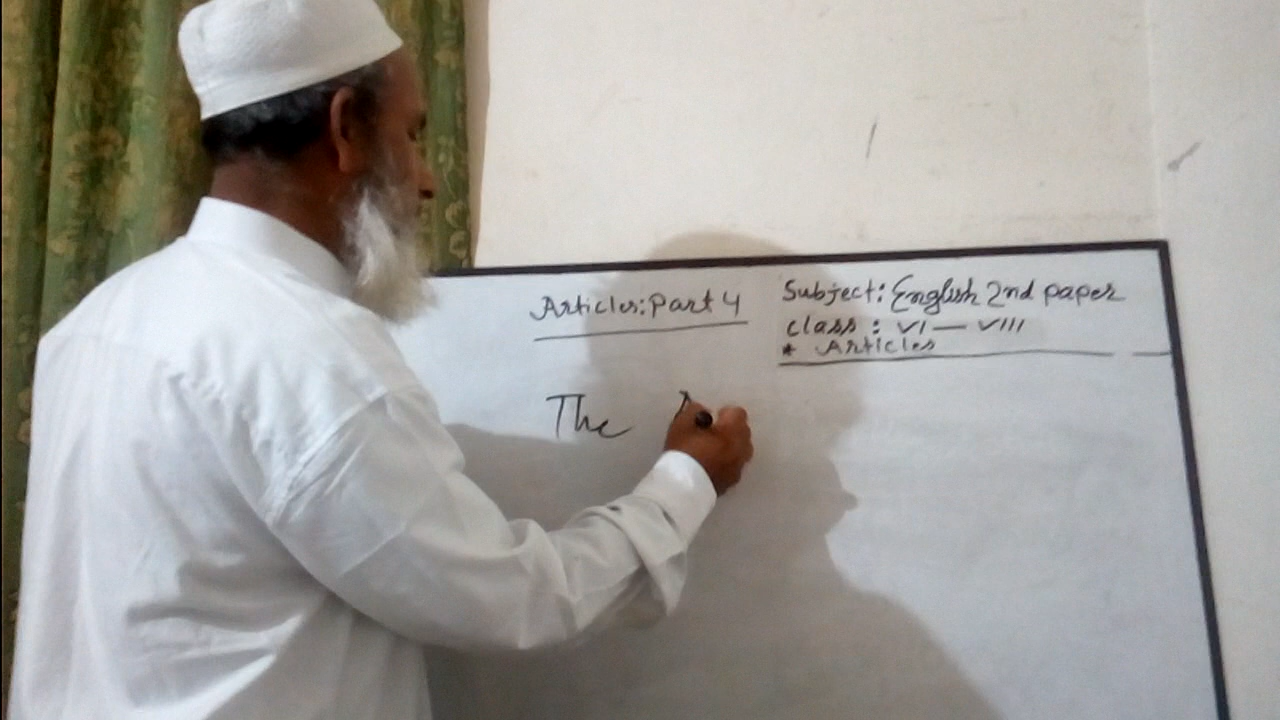 Articles: Part 4
Subject: English 2nd paper
class : VI — VIII
* Articles
The